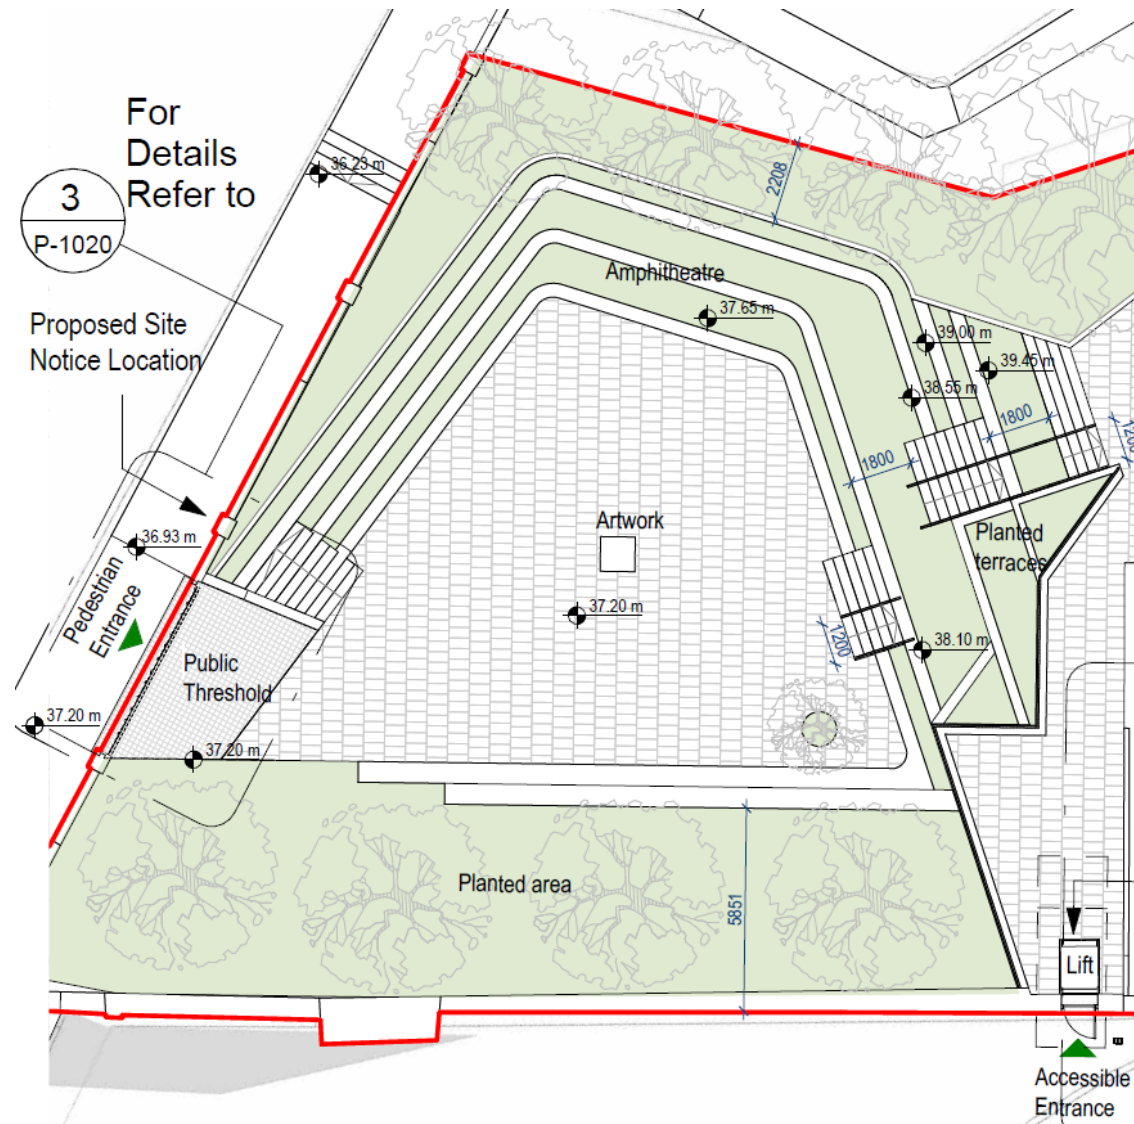 For
Details
Refer to
3
P-1020
36.23 m
2208
Proposed Site
Notice Location
Amphitheatre
37.65 m
39.00 m
39.45 m
38.55 m
1800
1800
Artwork
Planted
terraces
36.93 m
Pedestrian
Entrance
37.20 m
1200
38.10 m
Public
Threshold
37.20 m
37.20 m
Planted area
5851
Lift
Accessible
Entrance